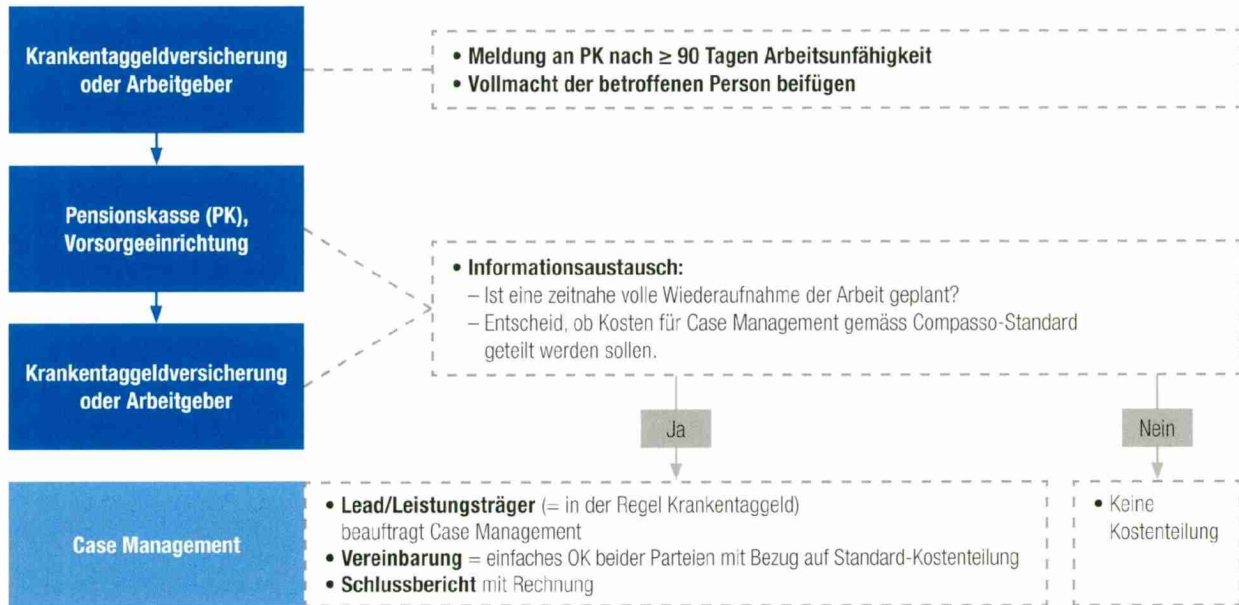 Krankentaggeldversicherung
oder Arbeitgeber
• Meldung an PK nach ≥ 90 Tagen Arbeitsunfähigkeit
• Vollmacht der betroffenen Person beifügen
Pensionskasse (PK),
Vorsorgeeinrichtung
• Informationsaustausch:
– Ist eine zeitnahe volle Wiederaufnahme der Arbeit geplant?
– Entscheid, ob Kosten für Case Management gemäss Compasso-Standard
geteilt werden sollen.
Krankentaggeldversicherung
oder Arbeitgeber
Ja
Nein
Case Management
• Lead/Leistungsträger (= in der Regel Krankentaggeld)
beauftragt Case Management
• Vereinbarung = einfaches OK beider Parteien mit Bezug auf Standard-Kostenteilung
• Schlussbericht mit Rechnung
• Keine
Kostenteilung